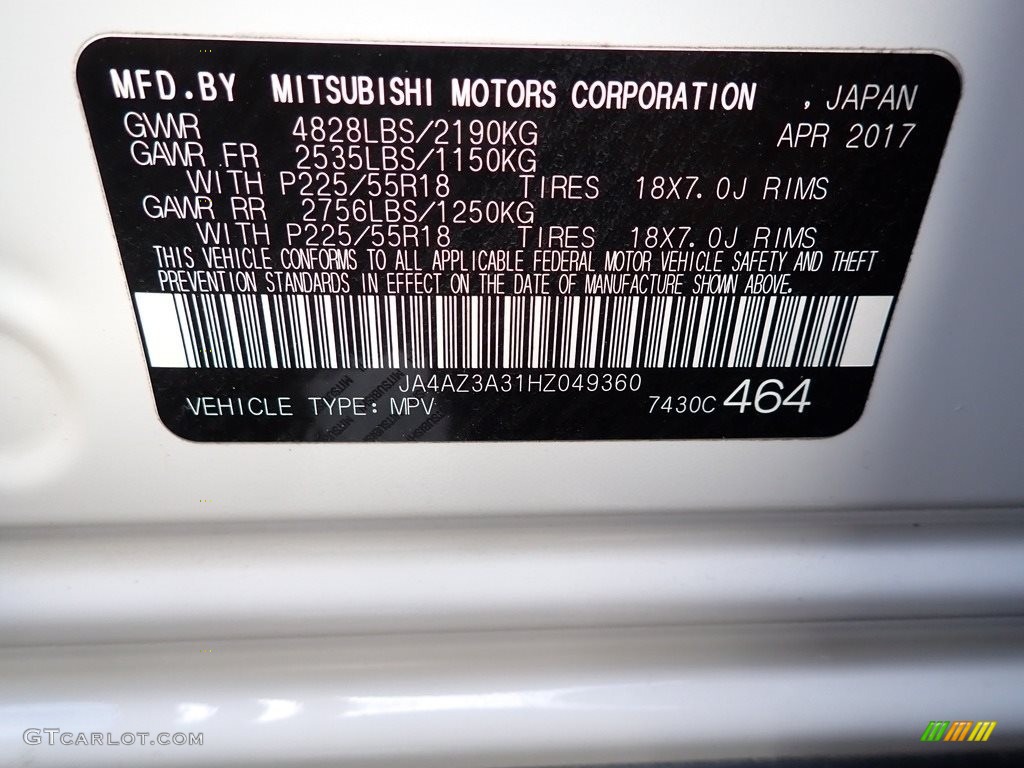 MFD.BY MITSUBISHI MOTORS CORPORATION , JAPAN
GVWR 4828LBS/2190KG APR 2017
GAWR FR 2535LBS/1150KG
WITH P225/55R18 TIRES 18X7.0J RIMS
GAWR RR 2756LBS/1250KG
WITH P225/55R18 TIRES 18X7.0J RIMS
THIS VEHICLE CONFORMS TO ALL APPLICABLE FEDERAL MOTOR VEHICLE SAFETY AND THEFT
PREVENTION STANDARDS IN EFFECT ON THE DATE OF MANUFACTURE SHOWN ABOVE.
JA4AZ3A31HZ049360
VEHICLE TYPE: MPV 7430C 464
GTCARLOT.COM